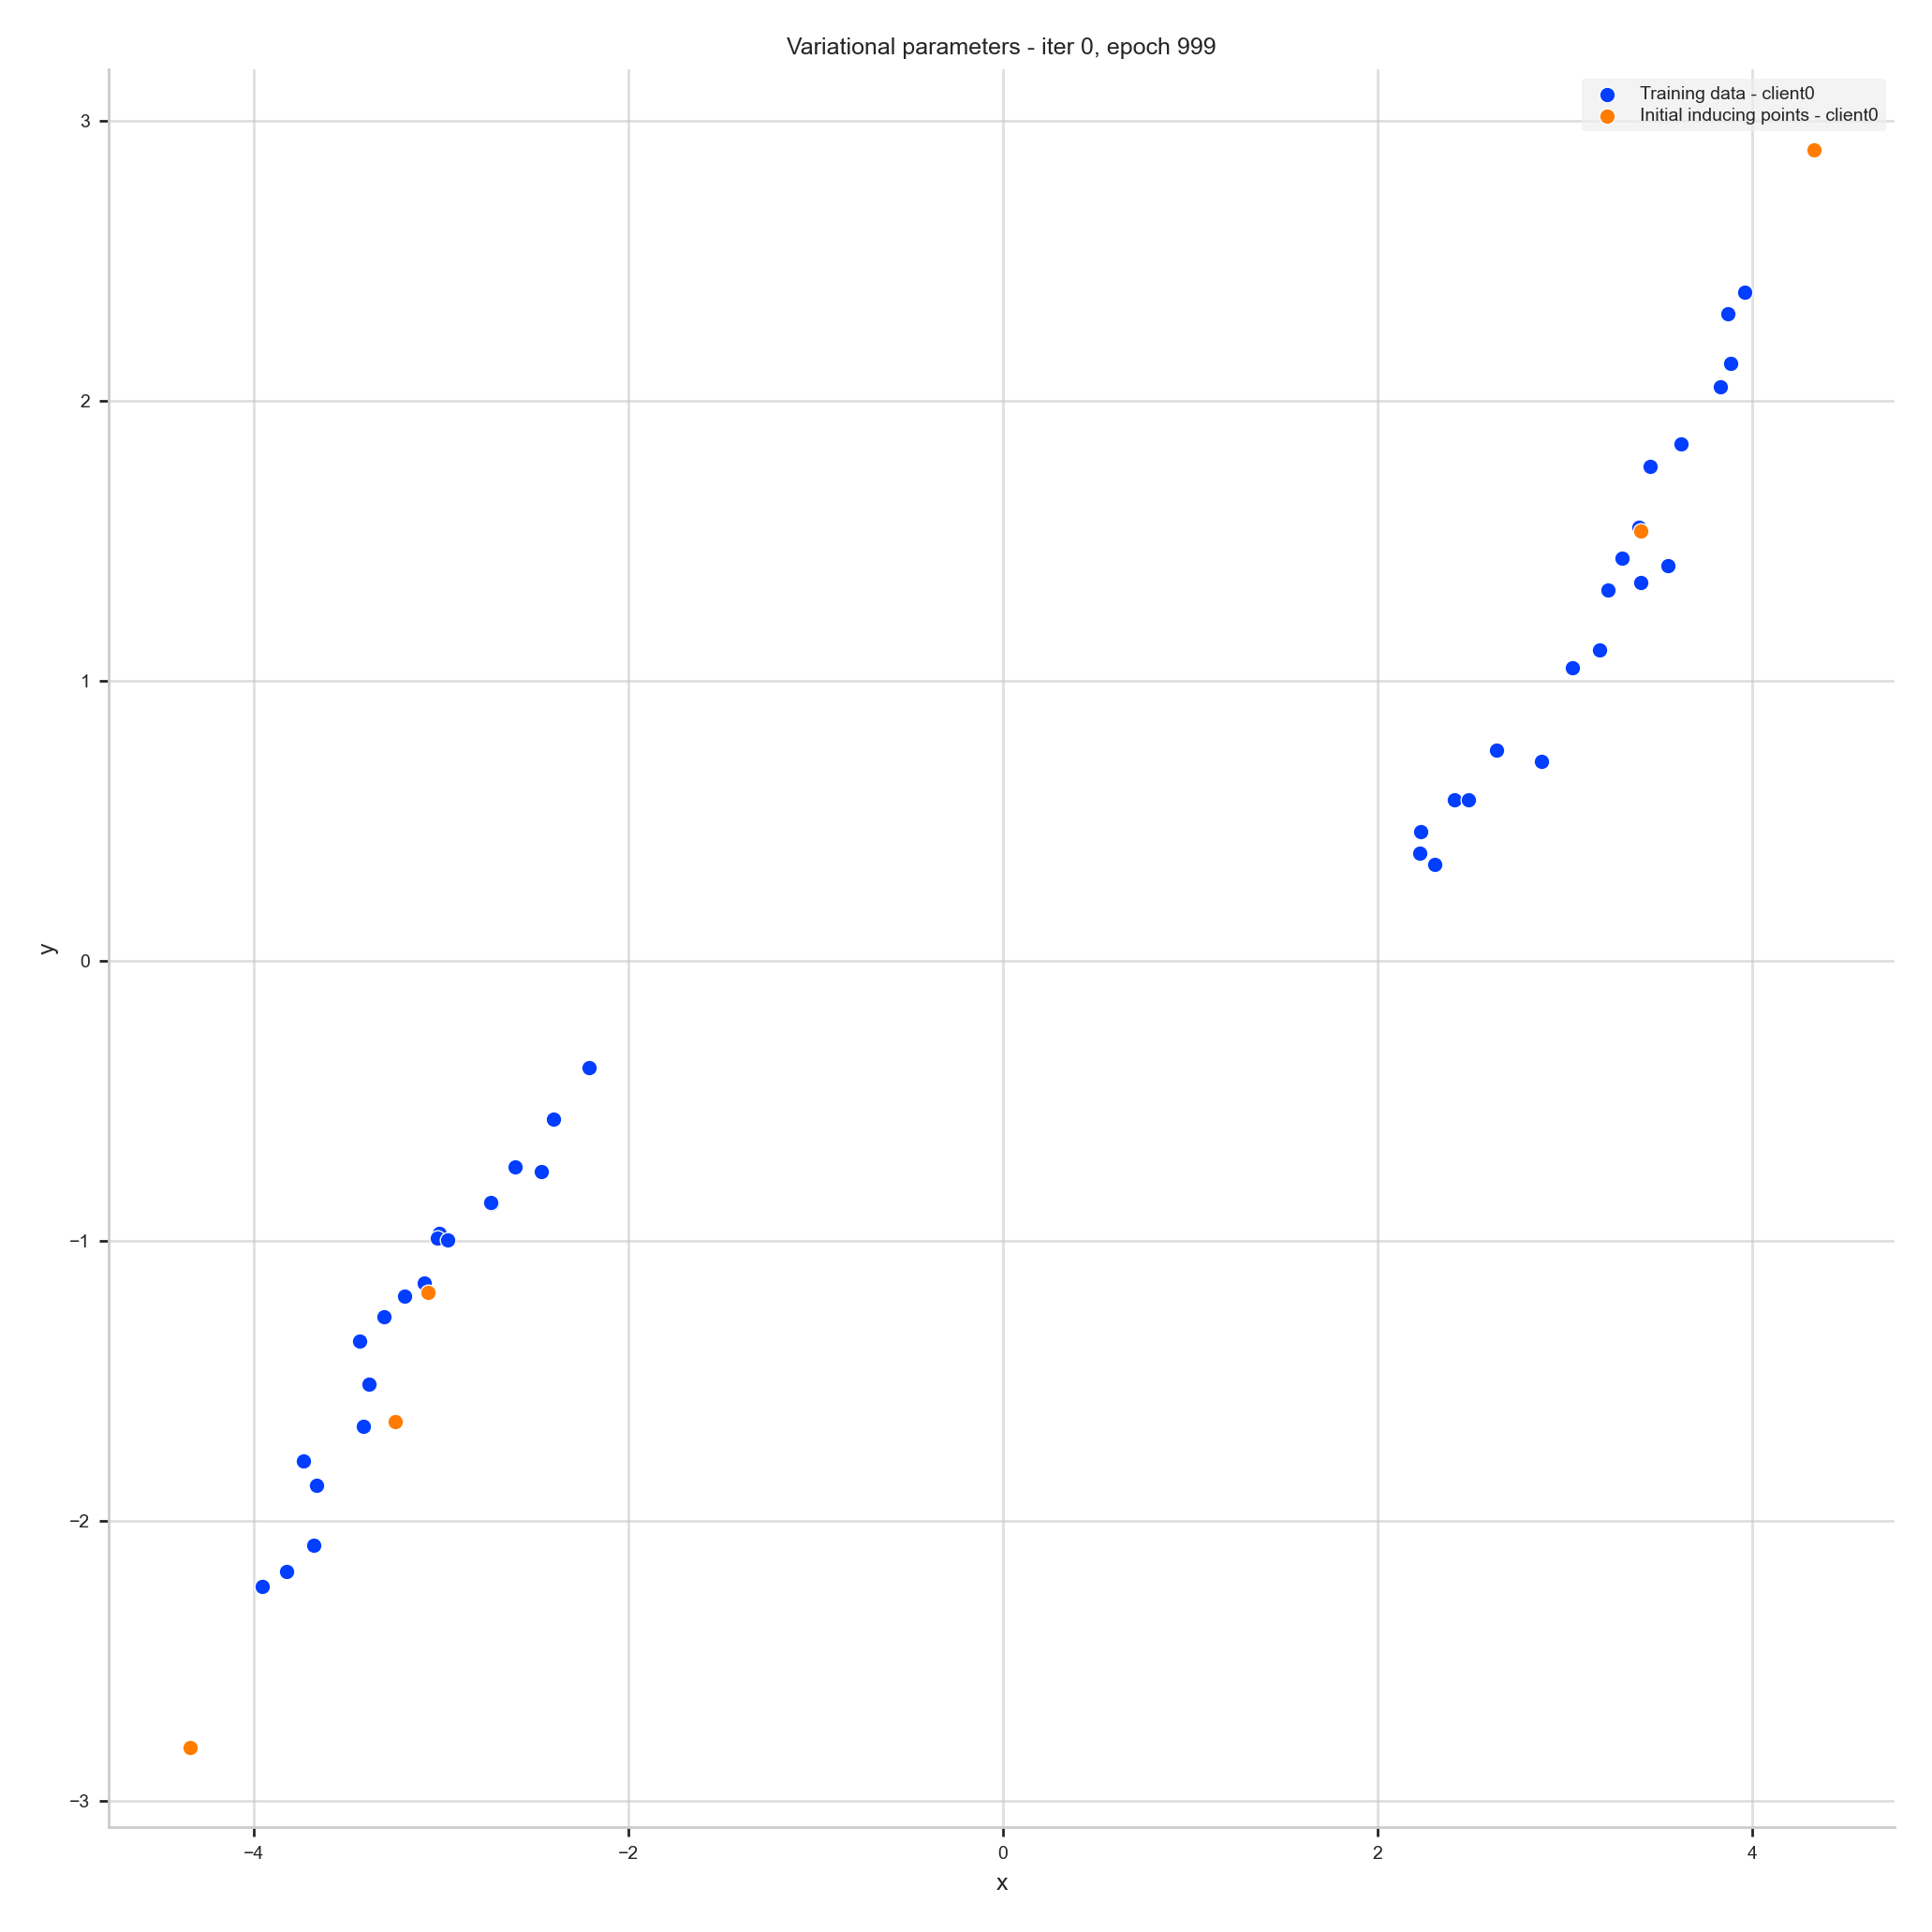 Variational parameters - iter 0, epoch 999
Training data - client0
Initial inducing points - client0
3
2
1
0
−1
−2
−3
y
−4 −2 0 2 4
x